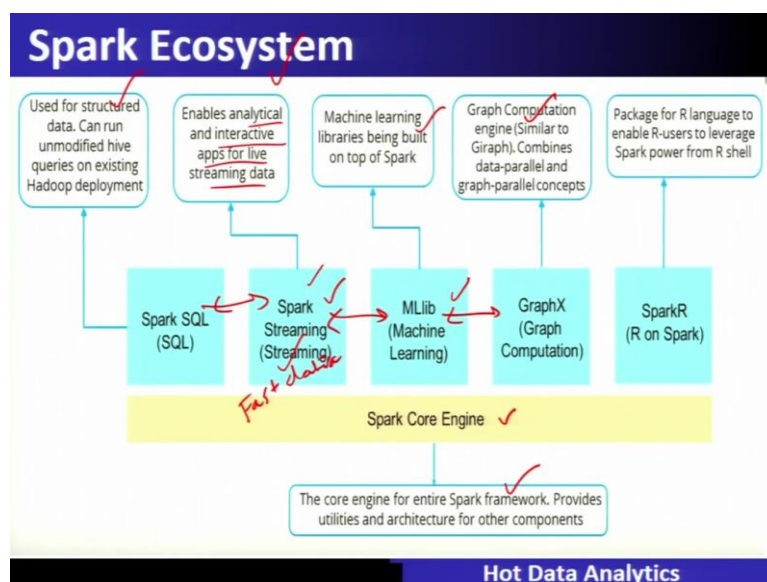 Spark Ecosystem
Used for structured
data. Can run
unmodified hive
queries on existing
Hadoop deployment
Enables analytical
and interactive
apps for live
streaming data
Machine learning
libraries being built
on top of Spark
Graph Computation
engine (Similar to
Giraph). Combines
data-parallel and
graph-parallel concepts
Package for R language to
enable R-users to leverage
Spark power from R shell
Spark SQL
(SQL)
Spark
Streaming
(Streaming)
Fast data
MLlib
(Machine
Learning)
GraphX
(Graph
Computation)
SparkR
(R on Spark)
Spark Core Engine
The core engine for entire Spark framework. Provides
utilities and architecture for other components
Hot Data Analytics